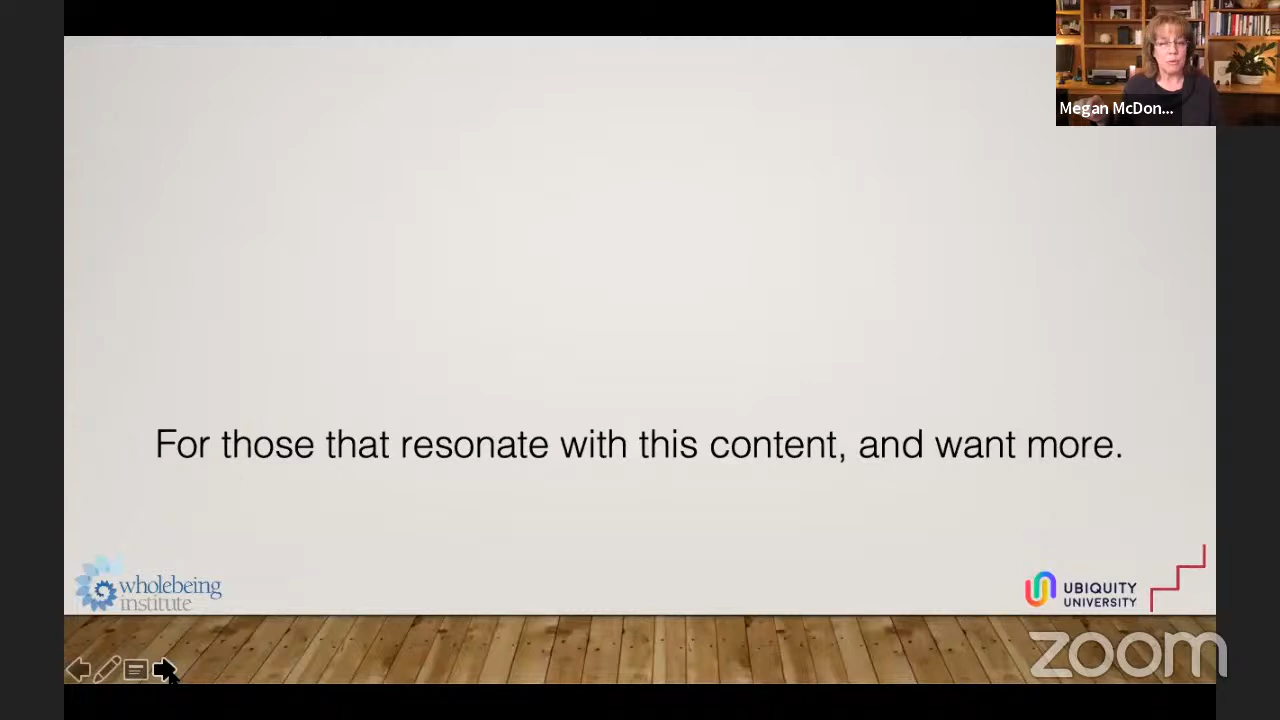 Megan McDon...
For those that resonate with this content, and want more.
wholebeing
institute
UBIQUITY
UNIVERSITY
zoom